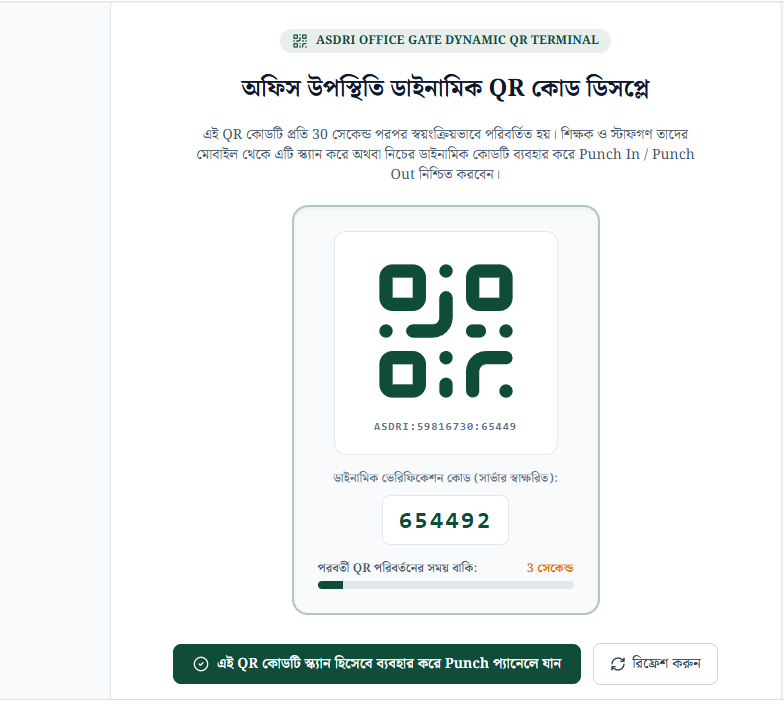 ASDRI OFFICE GATE DYNAMIC QR TERMINAL
অফিস উপস্থিতি ডাইনামিক QR কোড ডিসপ্লে
এই QR কোডটি প্রতি 30 সেকেন্ড পরপর স্বয়ংক্রিয়ভাবে পরিবর্তিত হয়। শিক্ষক ও স্টাফগণ তাদের
মোবাইল থেকে এটি স্ক্যান করে অথবা নিচের ডাইনামিক কোডটি ব্যবহার করে Punch In / Punch
Out নিশ্চিত করবেন।
ASDRI:59816730:65449
ডাইনামিক ভেরিফিকেশন কোড (সার্ভার স্বাক্ষরিত):
654492
পরবর্তী QR পরিবর্তনের সময় বাকি:
3 সেকেন্ড
এই QR কোডটি স্ক্যান হিসেবে ব্যবহার করে Punch প্যানেলে যান
রিফ্রেশ করুন